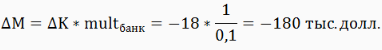 ΔM = ΔK * mult_банк = −18 * 1/0,1 = −180 тыс. долл.